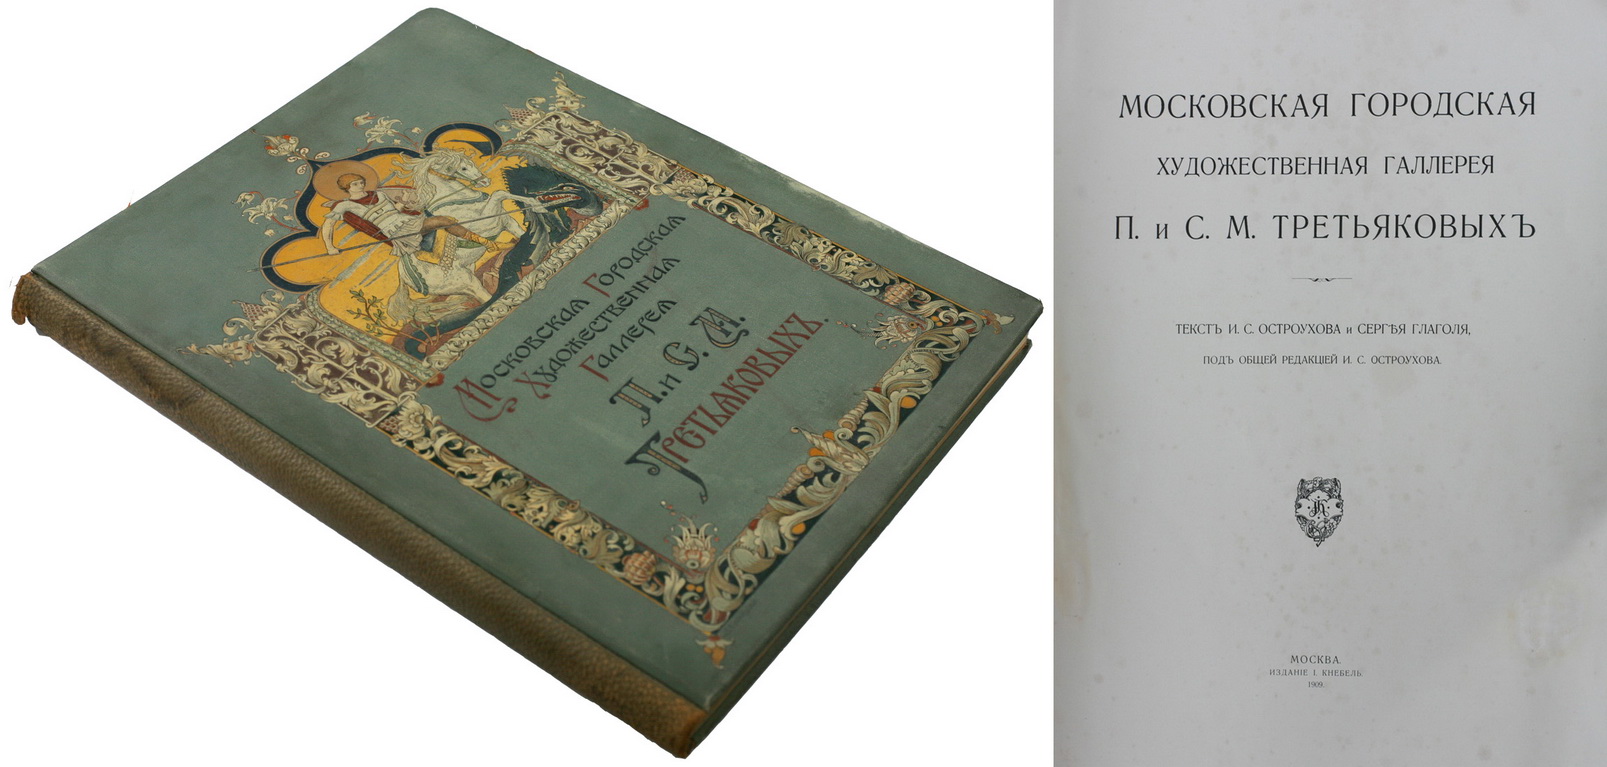 Московская Городская
Художественная
Галлерея
П. и С. М.
Третьяковыхъ.
МОСКОВСКАЯ ГОРОДСКАЯ
ХУДОЖЕСТВЕННАЯ ГАЛЛЕРЕЯ
П. и С. М. ТРЕТЬЯКОВЫХЪ
ТЕКСТЪ И. С. ОСТРОУХОВА и СЕРГѢЯ ГЛАГОЛЯ,
ПОДЪ ОБЩЕЙ РЕДАКЦІЕЙ И. С. ОСТРОУХОВА.
МОСКВА.
ИЗДАНІЕ І. КНЕБЕЛЬ.
1909.